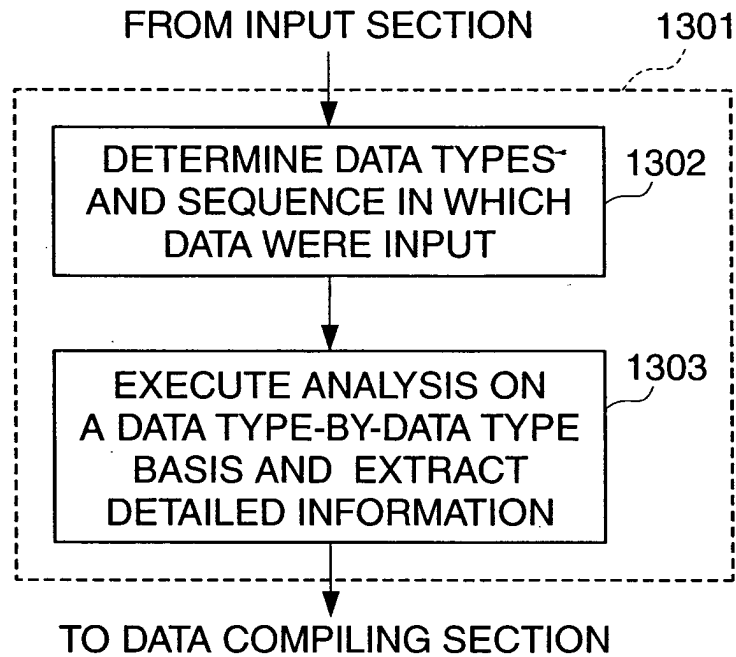 FROM INPUT SECTION
1301
DETERMINE DATA TYPES
AND SEQUENCE IN WHICH
DATA WERE INPUT
1302
EXECUTE ANALYSIS ON
A DATA TYPE-BY-DATA TYPE
BASIS AND EXTRACT
DETAILED INFORMATION
1303
TO DATA COMPILING SECTION